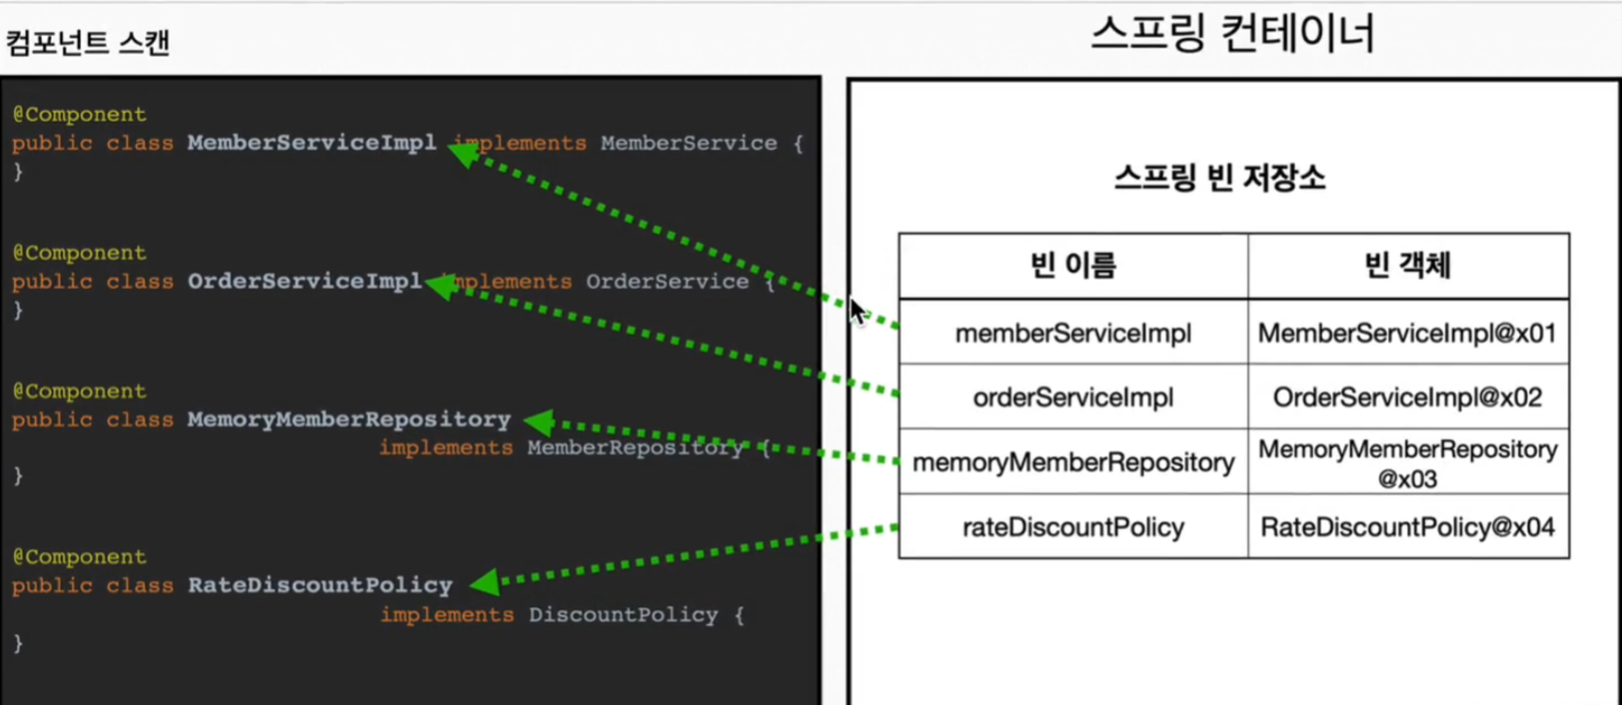 컴포넌트 스캔
@Component
public class MemberServiceImpl implements MemberService {
}
@Component
public class OrderServiceImpl implements OrderService {
}
@Component
public class MemoryMemberRepository
implements MemberRepository {
}
@Component
public class RateDiscountPolicy
implements DiscountPolicy {
}
스프링 컨테이너
스프링 빈 저장소
빈 이름 빈 객체
memberServiceImpl MemberServiceImpl@x01
orderServiceImpl OrderServiceImpl@x02
memoryMemberRepository MemoryMemberRepository
@x03
rateDiscountPolicy RateDiscountPolicy@x04